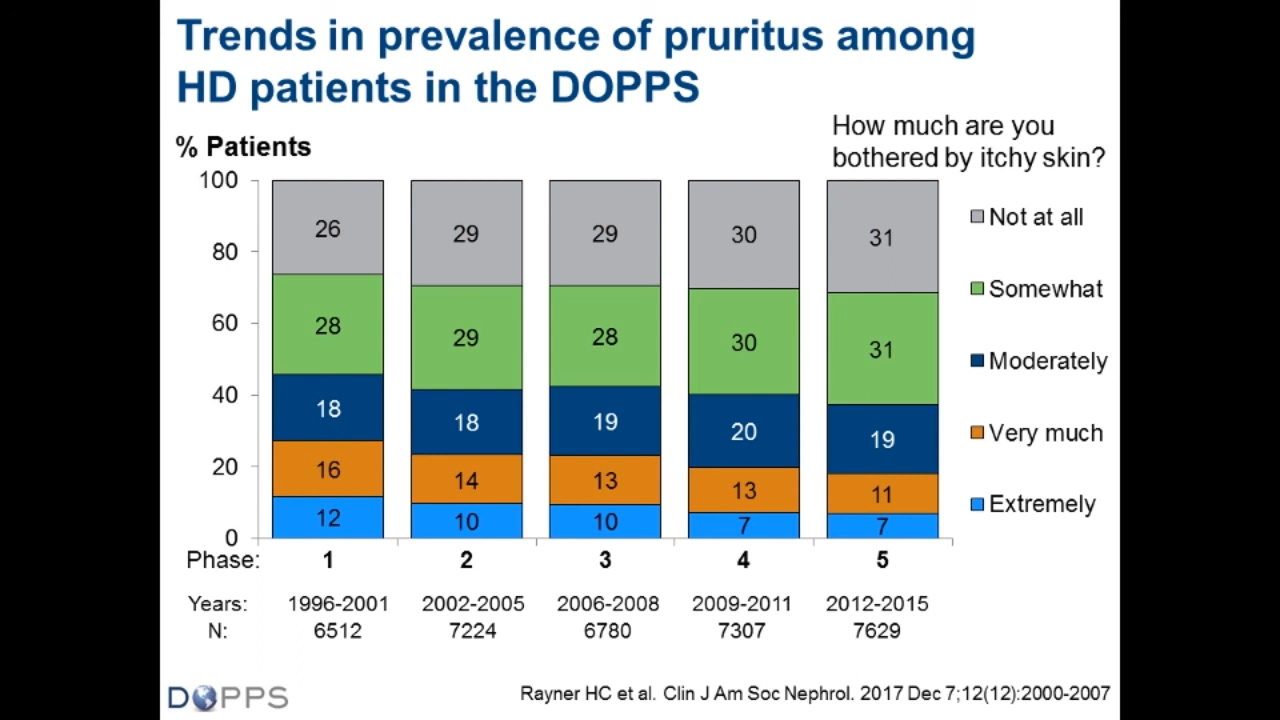 Trends in prevalence of pruritus among
HD patients in the DOPPS
% Patients
How much are you
bothered by itchy skin?
100
80
60
40
20
0
26
29
29
30
31
28
29
28
30
31
18
18
19
20
19
16
14
13
13
11
12
10
10
7
7
Not at all
Somewhat
Moderately
Very much
Extremely
Phase: 1 2 3 4 5
Years: 1996-2001 2002-2005 2006-2008 2009-2011 2012-2015
N: 6512 7224 6780 7307 7629
DOPPS
Rayner HC et al. Clin J Am Soc Nephrol. 2017 Dec 7;12(12):2000-2007